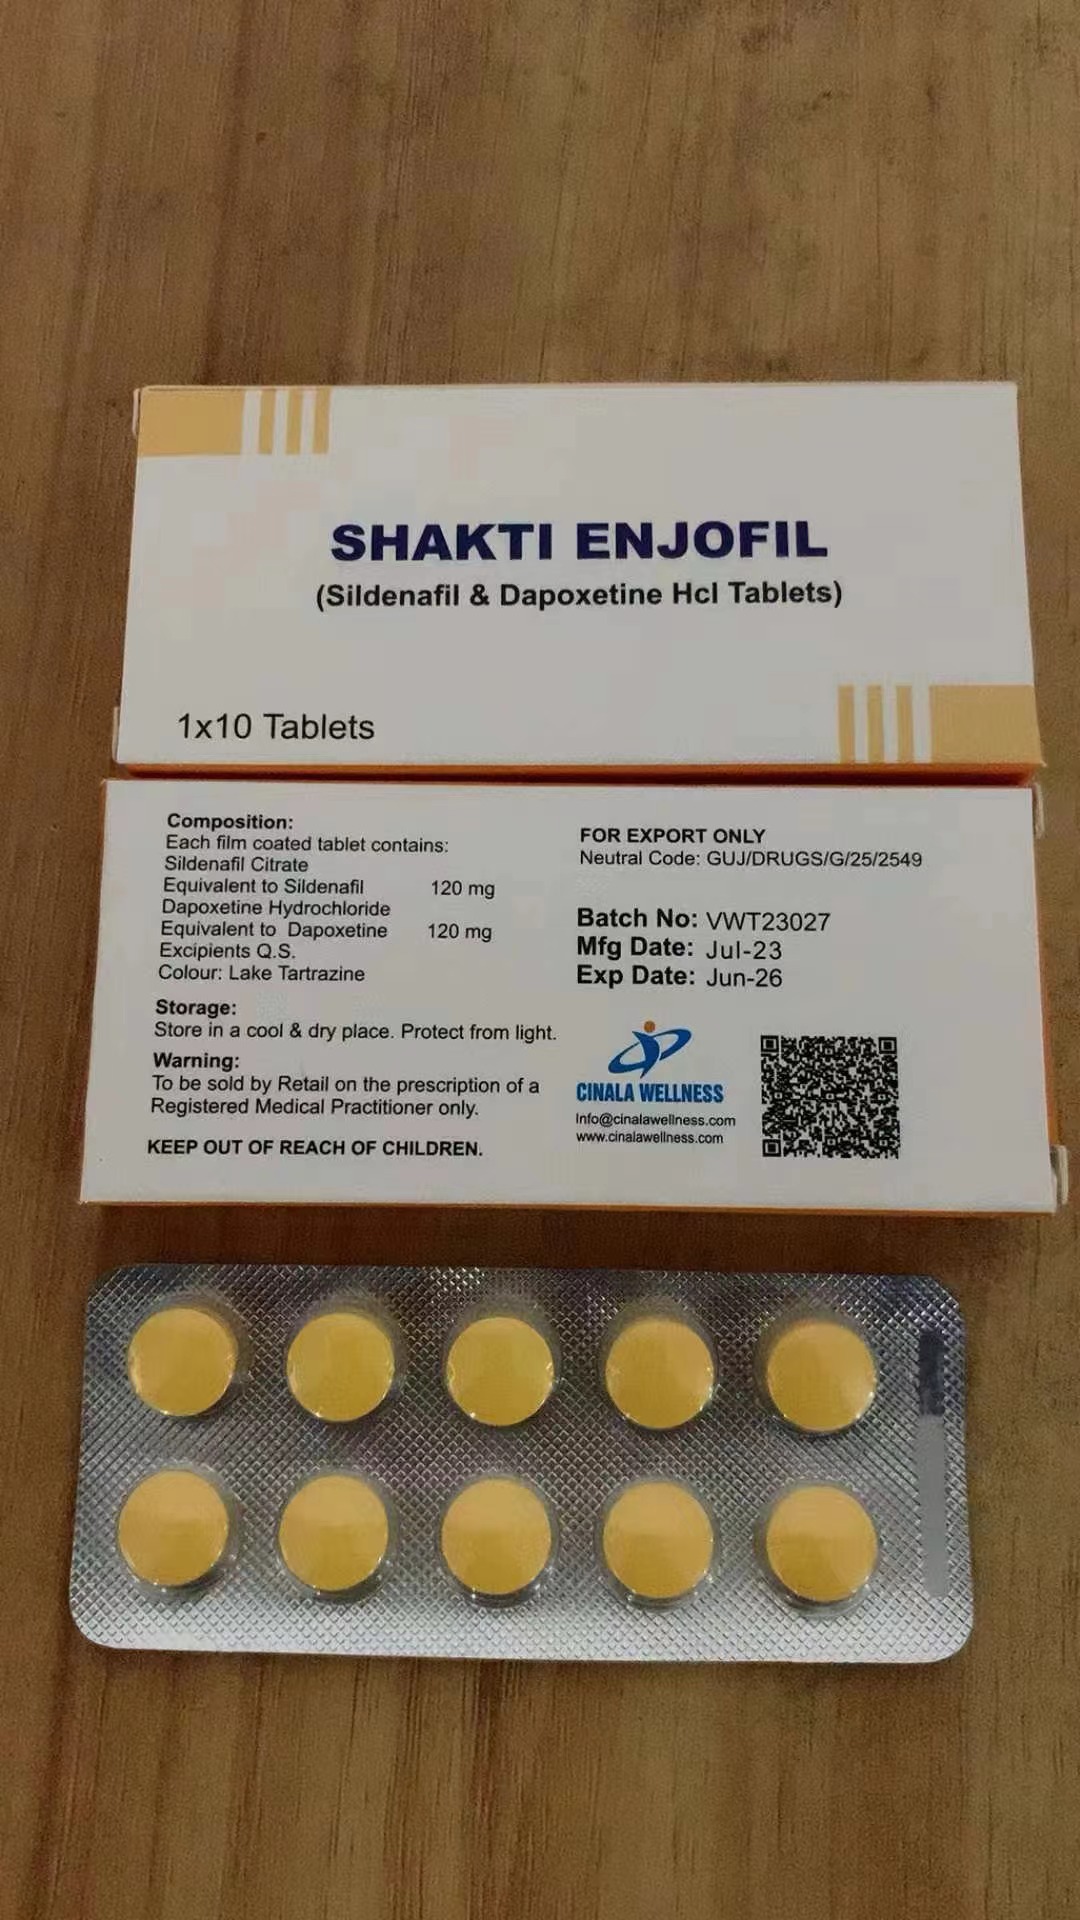 SHAKTI ENJOFIL
(Sildenafil & Dapoxetine Hcl Tablets)
1x10 Tablets
Composition:
Each film coated tablet contains:
Sildenafil Citrate
Equivalent to Sildenafil 120 mg
Dapoxetine Hydrochloride
Equivalent to Dapoxetine 120 mg
Excipients Q.S.
Colour: Lake Tartrazine
Storage:
Store in a cool & dry place. Protect from light.
Warning:
To be sold by Retail on the prescription of a
Registered Medical Practitioner only.
KEEP OUT OF REACH OF CHILDREN.
FOR EXPORT ONLY
Neutral Code: GUJ/DRUGS/G/25/2549
Batch No: VWT23027
Mfg Date: Jul-23
Exp Date: Jun-26
CINALA WELLNESS
Info@cinalawellness.com
www.cinalawellness.com